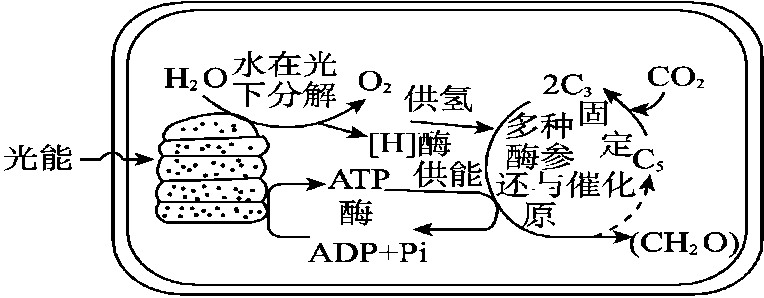 光能
H₂O
水在光
下分解
O₂
[H]酶
供氢
ATP
酶
供能
ADP+Pi
2C₃
CO₂
固
定
C₅
多种
酶参
还与催化
原
(CH₂O)